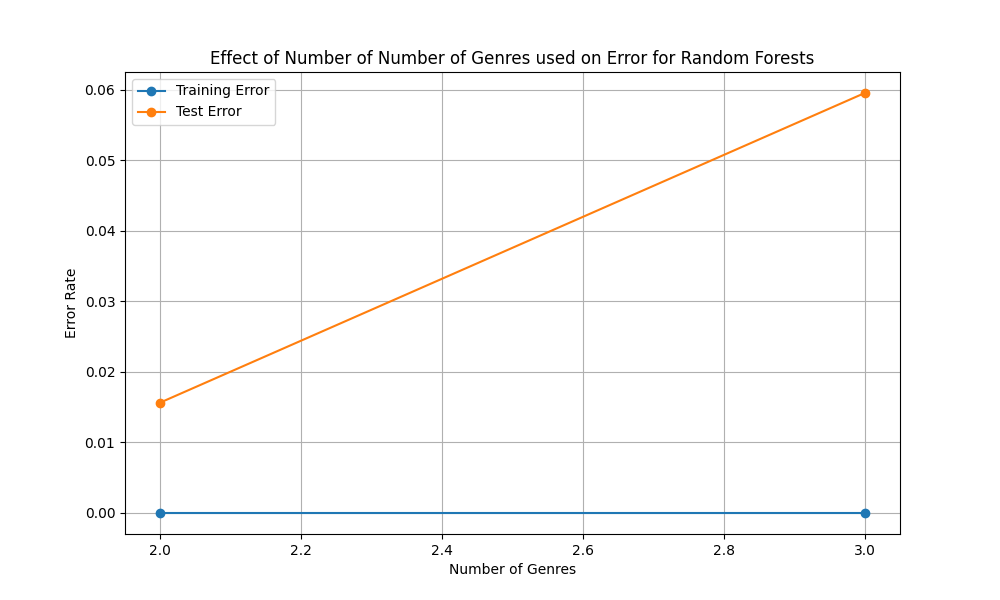 Effect of Number of Number of Genres used on Error for Random Forests
Training Error
Test Error
0.06
0.05
0.04
0.03
0.02
0.01
0.00
Error Rate
2.0 2.2 2.4 2.6 2.8 3.0
Number of Genres